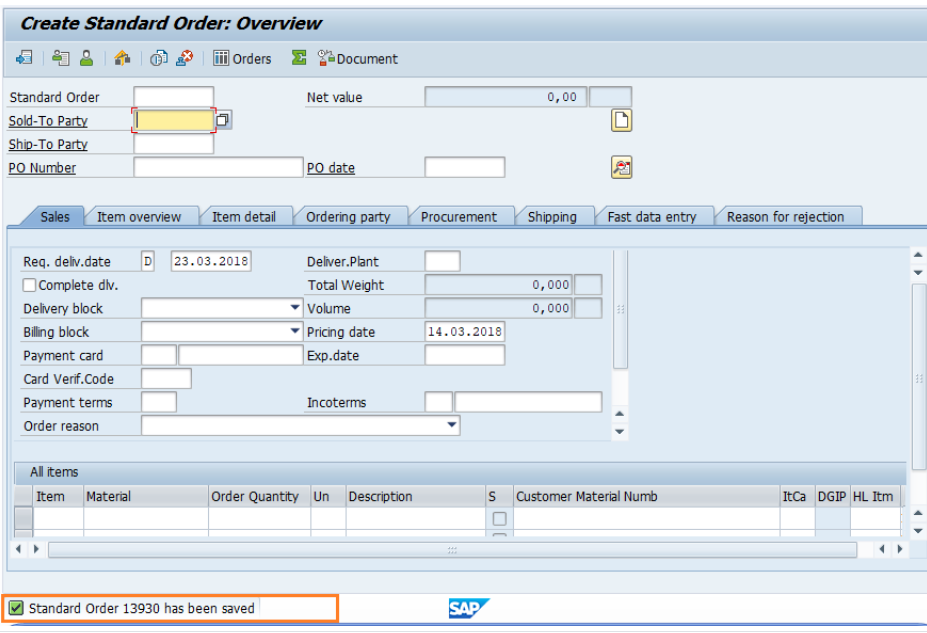 Create Standard Order: Overview
Orders Document
Standard Order Net value 0,00
Sold-To Party
Ship-To Party
PO Number PO date
Sales Item overview Item detail Ordering party Procurement Shipping Fast data entry Reason for rejection
Req. deliv.date D 23.03.2018 Deliver.Plant
Complete dlv. Total Weight 0,000
Delivery block Volume 0,000
Billing block Pricing date 14.03.2018
Payment card Exp.date
Card Verif.Code
Payment terms Incoterms
Order reason
All items
Item Material Order Quantity Un Description S Customer Material Numb ItCa DGIP HL Itm
Standard Order 13930 has been saved SAP